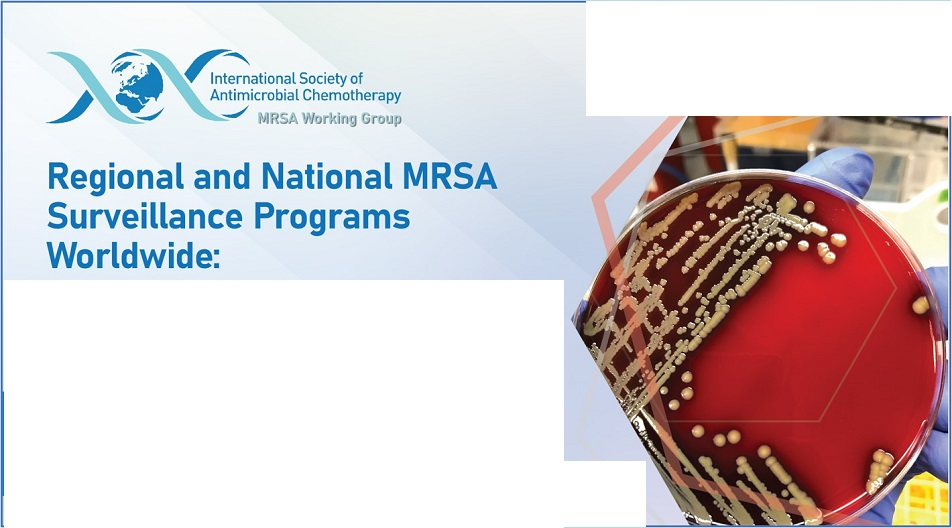 International Society of
Antimicrobial Chemotherapy
MRSA Working Group
Regional and National MRSA
Surveillance Programs
Worldwide: